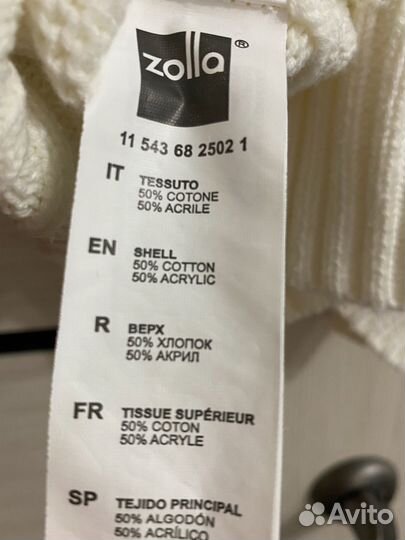 zolla ®
11 543 68 2502 1
IT TESSUTO
50% COTONE
50% ACRILE
EN SHELL
50% COTTON
50% ACRYLIC
R ВЕРХ
50% ХЛОПОК
50% АКРИЛ
FR TISSUE SUPÉRIEUR
50% COTON
50% ACRYLE
SP TEJIDO PRINCIPAL
50% ALGODÓN
50% ACRÍLICO
Avito